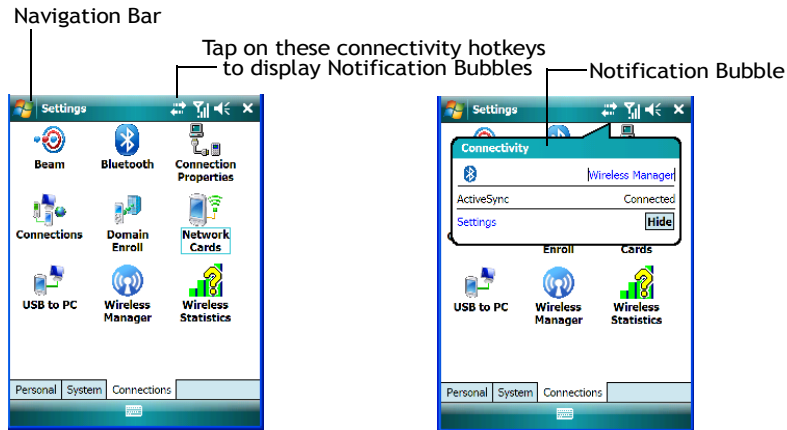 Navigation Bar
Tap on these connectivity hotkeys
to display Notification Bubbles
Notification Bubble
Settings
Beam
Bluetooth
Connection
Properties
Connections
Domain
Enroll
Network
Cards
USB to PC
Wireless
Manager
Wireless
Statistics
Personal System Connections
Settings
Connectivity
Wireless Manager
ActiveSync Connected
Settings Hide
Enroll
Cards
USB to PC
Wireless
Manager
Wireless
Statistics
Personal System Connections